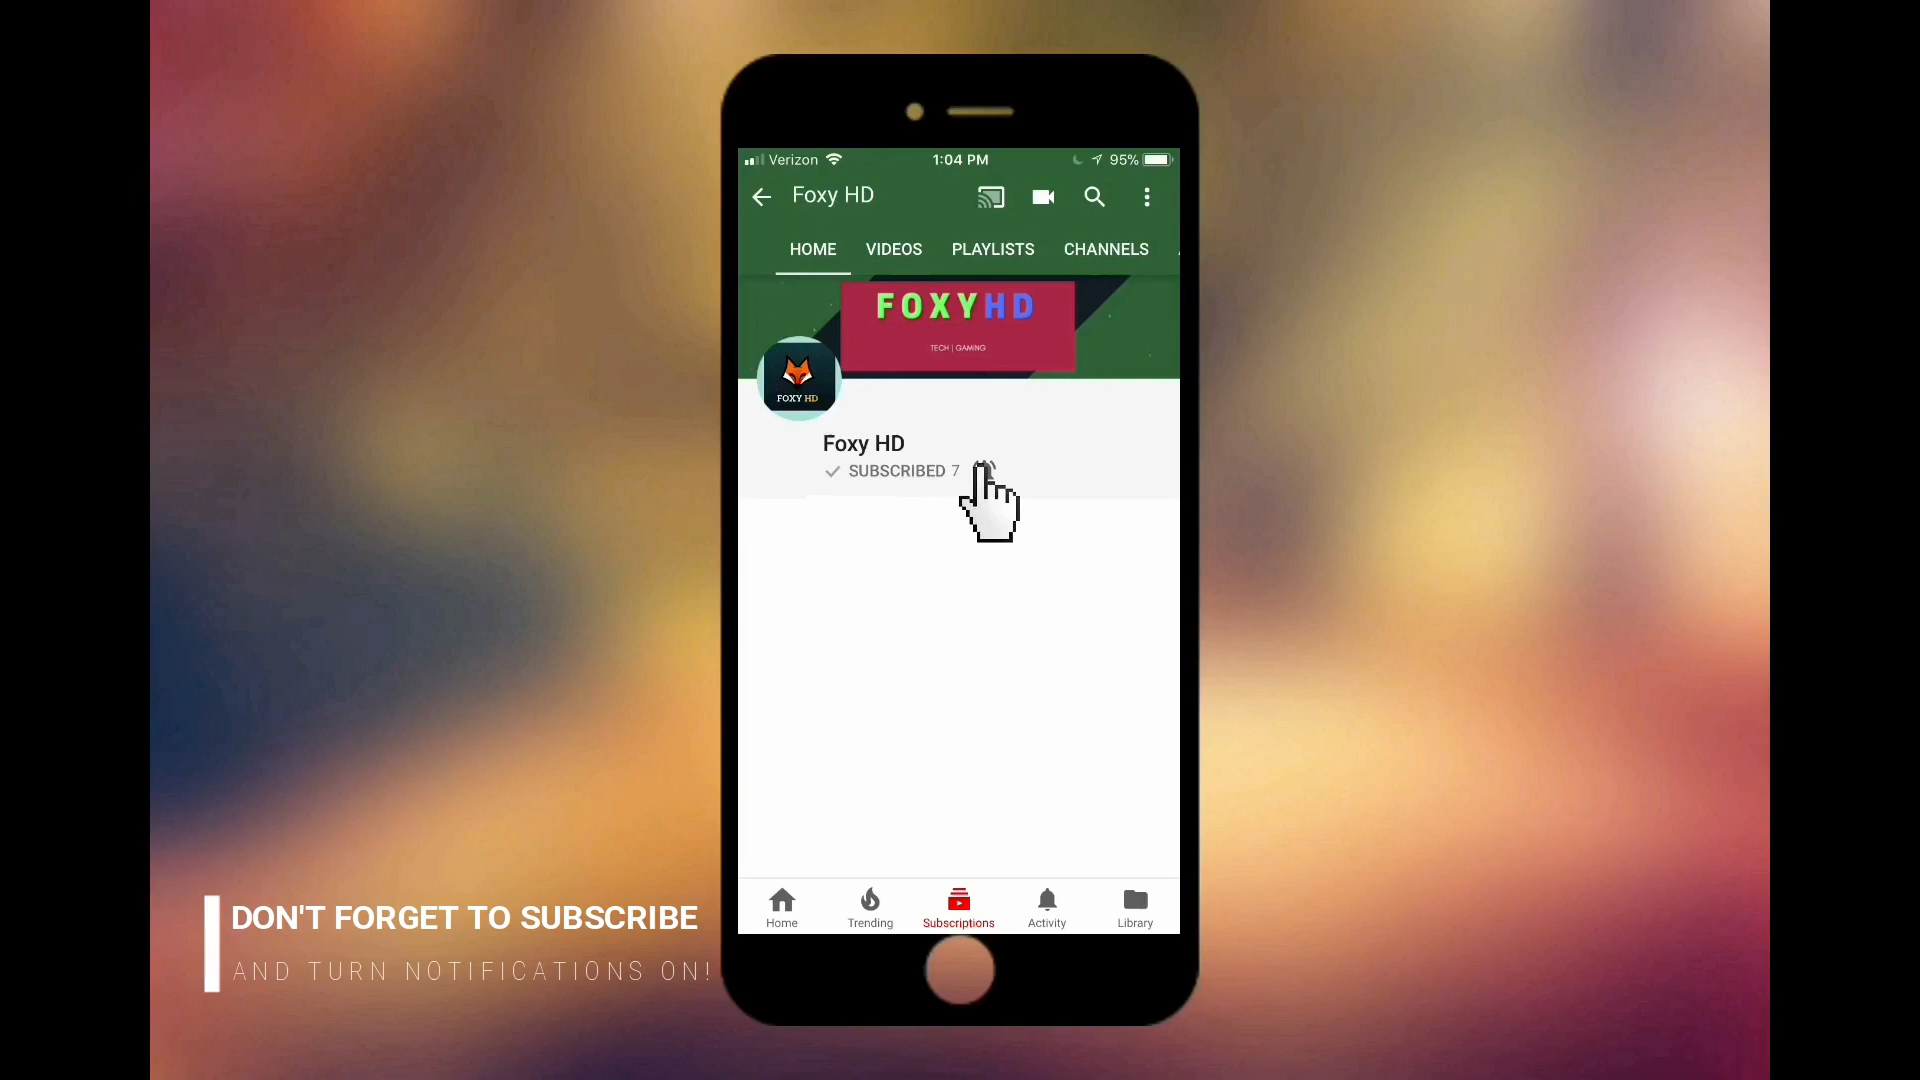 Verizon 1:04 PM 95%
Foxy HD
HOME VIDEOS PLAYLISTS CHANNELS
FOXYHD
TECH | GAMING
FOXY HD
Foxy HD
SUBSCRIBED 7
Home Trending Subscriptions Activity Library
DON'T FORGET TO SUBSCRIBE
AND TURN NOTIFICATIONS ON!